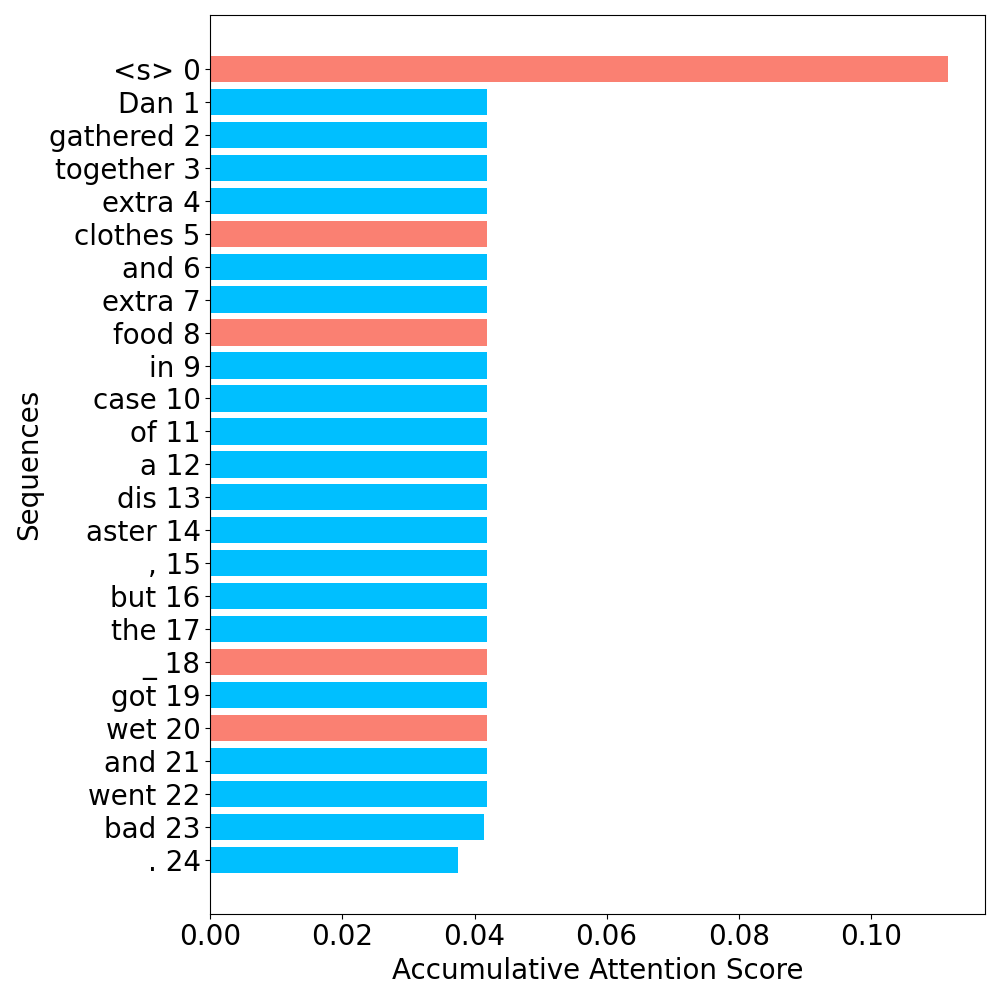 <s> 0
Dan 1
gathered 2
together 3
extra 4
clothes 5
and 6
extra 7
food 8
in 9
case 10
of 11
a 12
dis 13
aster 14
, 15
but 16
the 17
_ 18
got 19
wet 20
and 21
went 22
bad 23
. 24
Sequences
0.00 0.02 0.04 0.06 0.08 0.10
Accumulative Attention Score